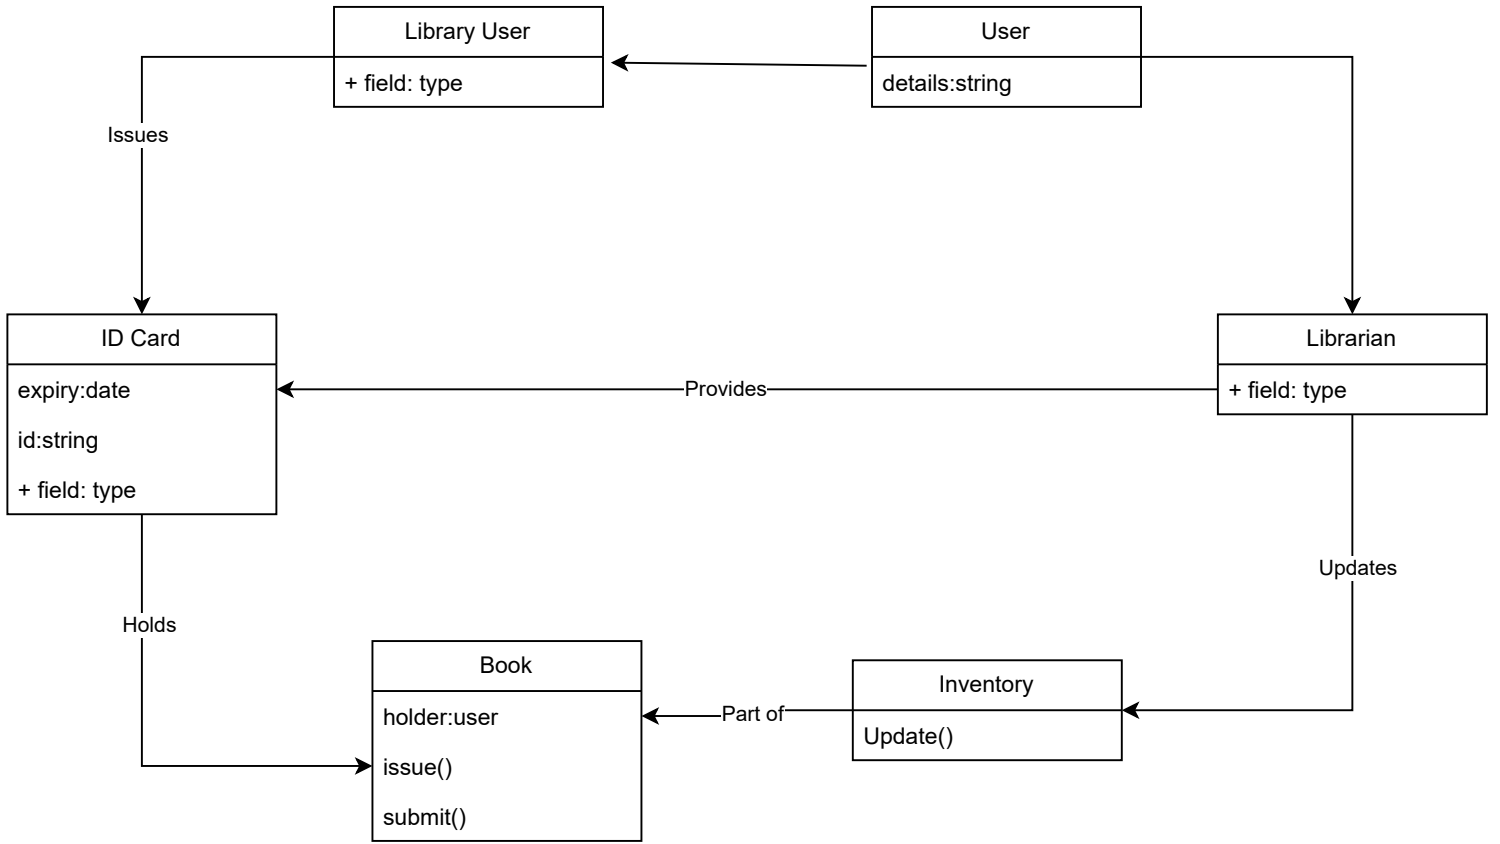 Library User
+ field: type
User
details:string
Issues
ID Card
expiry:date
id:string
+ field: type
Provides
Librarian
+ field: type
Updates
Holds
Book
holder:user
issue()
submit()
Part of
Inventory
Update()